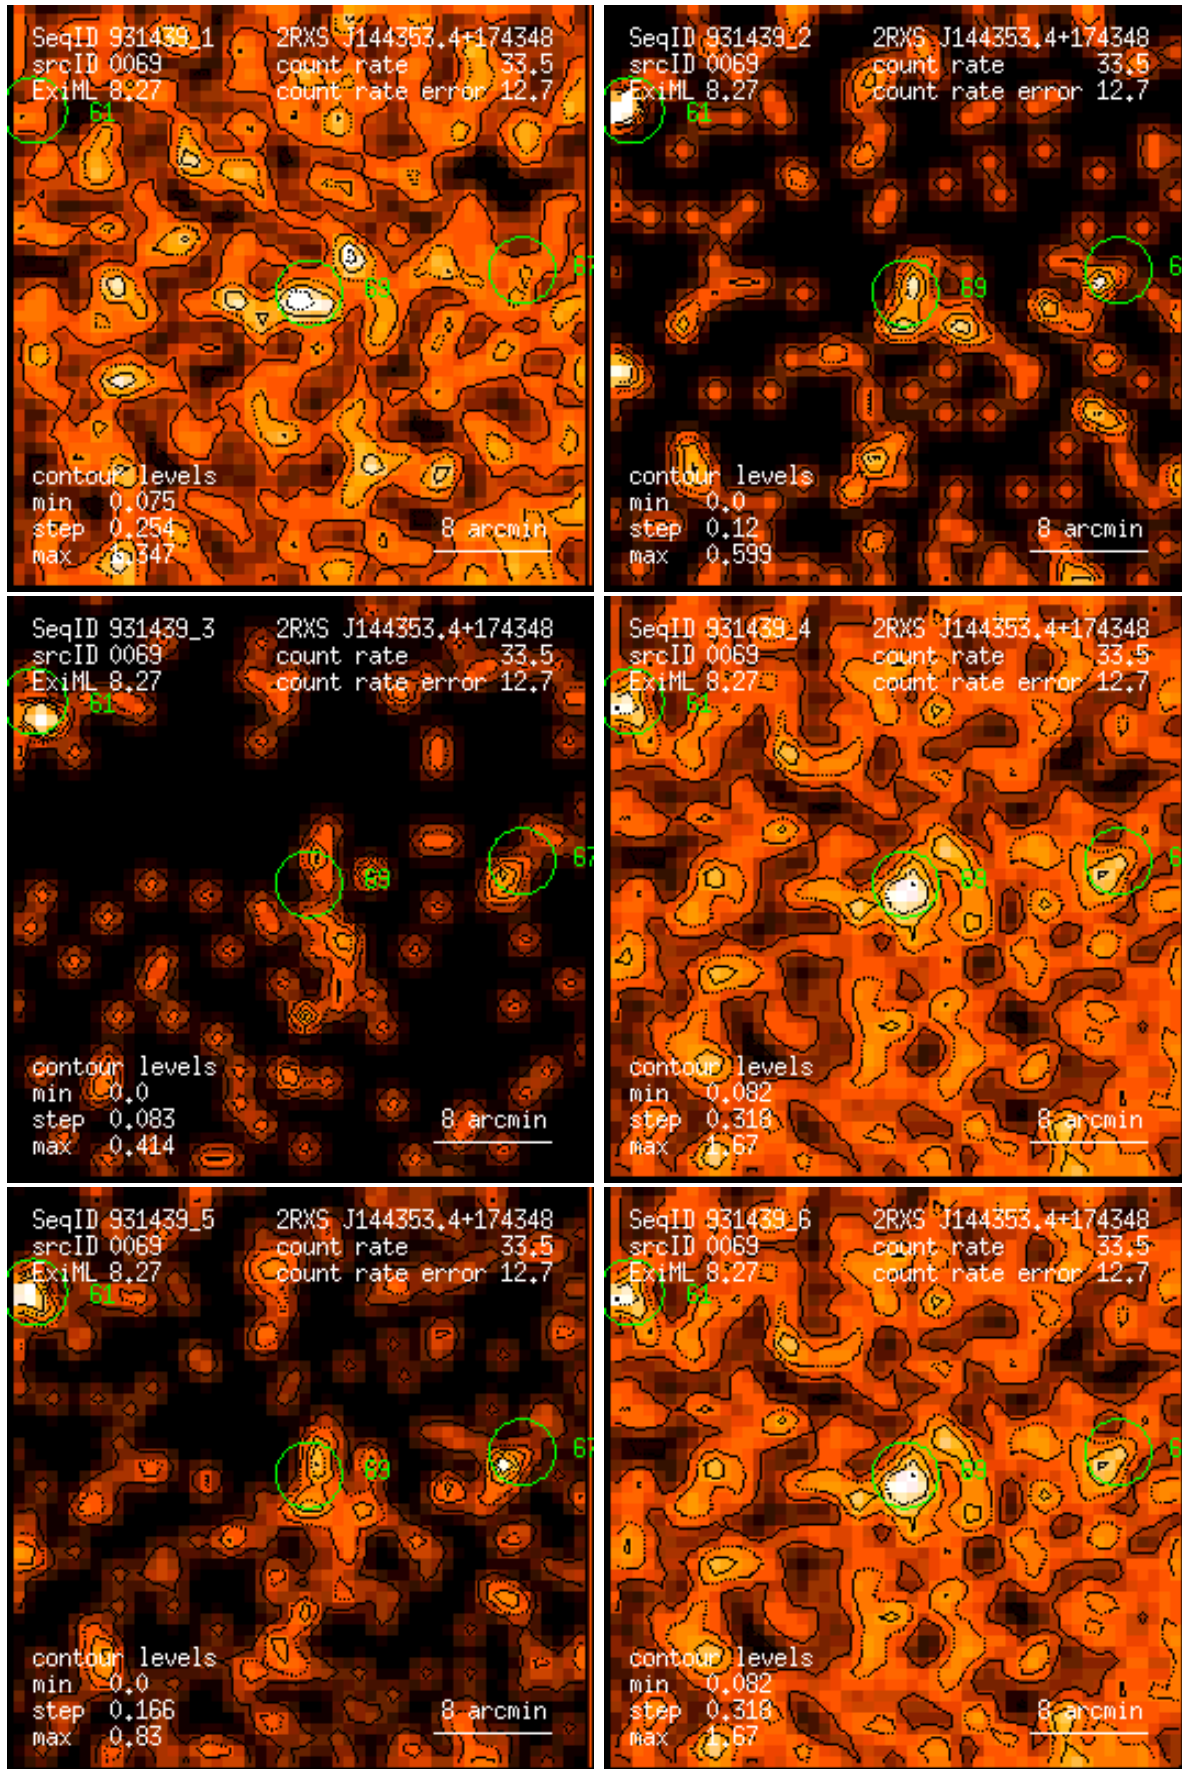 SeqID 931439_1 2RXS J144353.4+174348
srcID 0069 count rate 33.5
ExiML 8.27 count rate error 12.7
61
67
69
contour levels
min 0.075
step 0.254
max 1.347
8 arcmin
SeqID 931439_2 2RXS J144353.4+174348
srcID 0069 count rate 33.5
ExiML 8.27 count rate error 12.7
61
6
69
contour levels
min 0.0
step 0.12
max 0.599
8 arcmin
SeqID 931439_3 2RXS J144353.4+174348
srcID 0069 count rate 33.5
ExiML 8.27 count rate error 12.7
61
67
69
contour levels
min 0.0
step 0.083
max 0.414
8 arcmin
SeqID 931439_4 2RXS J144353.4+174348
srcID 0069 count rate 33.5
ExiML 8.27 count rate error 12.7
61
6
69
contour levels
min 0.082
step 0.318
max 1.67
8 arcmin
SeqID 931439_5 2RXS J144353.4+174348
srcID 0069 count rate 33.5
ExiML 8.27 count rate error 12.7
61
67
69
contour levels
min 0.0
step 0.166
max 0.83
8 arcmin
SeqID 931439_6 2RXS J144353.4+174348
srcID 0069 count rate 33.5
ExiML 8.27 count rate error 12.7
61
6
69
contour levels
min 0.082
step 0.318
max 1.67
8 arcmin